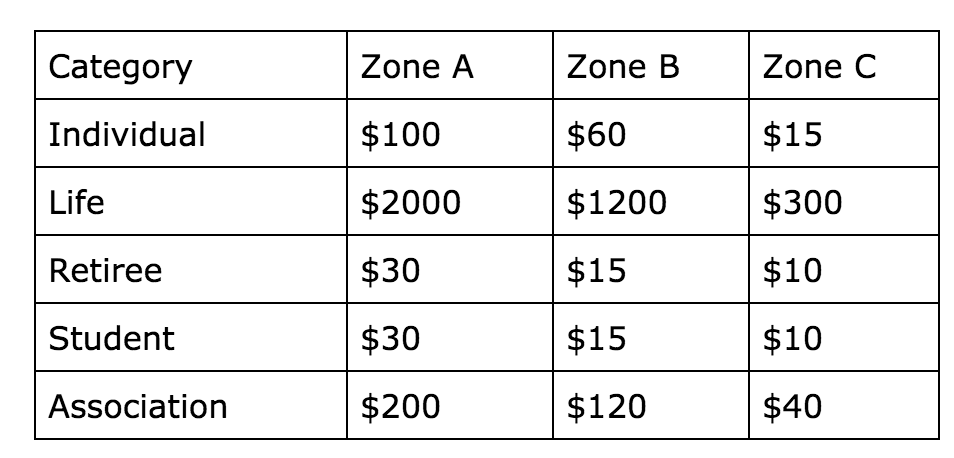 Category Zone A Zone B Zone C
Individual $100 $60 $15
Life $2000 $1200 $300
Retiree $30 $15 $10
Student $30 $15 $10
Association $200 $120 $40